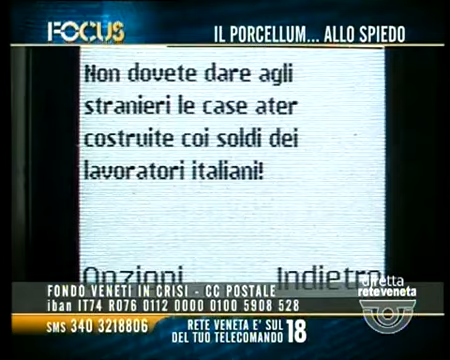 FOCUS
IL PORCELLUM... ALLO SPIEDO
Non dovete dare agli
stranieri le case ater
costruite coi soldi dei
lavoratori italiani!
Opzioni Indietro
FONDO VENETI IN CRISI - CC POSTALE
iban IT74 R076 0112 0000 0100 5908 528
diretta
reteveneta
SMS 340 3218806
RETE VENETA E' SUL
DEL TUO TELECOMANDO 18